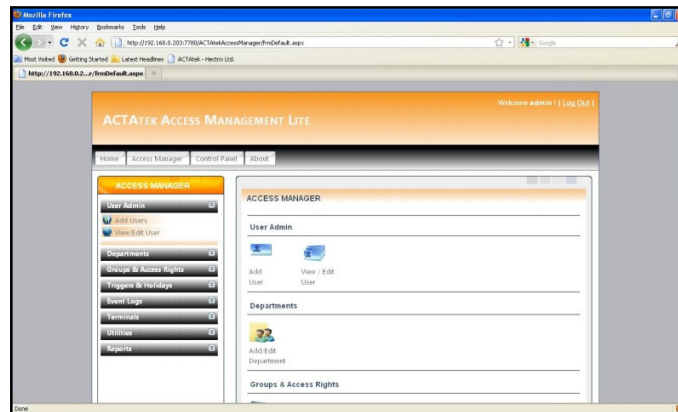 Mozilla Firefox
File Edit View History Bookmarks Tools Help
http://192.168.0.203:7780/ACTAtekAccessManager/frmDefault.aspx
Google
Most Visited Getting Started Latest Headlines ACTAtek - Hectrix Ltd.
http://192.168.0.2...r/frmDefault.aspx
Welcome admin ! [ Log Out ]
ACTATEK ACCESS MANAGEMENT LITE
Home Access Manager Control Panel About
ACCESS MANAGER
User Admin
Add Users
View/Edit User
Departments
Groups & Access Rights
Triggers & Holidays
Event Logs
Terminals
Utilities
Reports
ACCESS MANAGER
User Admin
Add User
View / Edit User
Departments
Add/Edit Department
Groups & Access Rights
Done